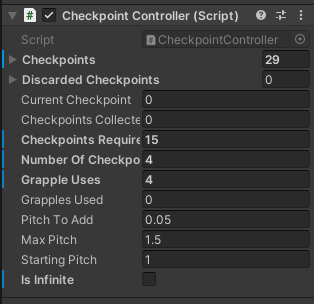 Checkpoint Controller (Script)
Script CheckpointController
Checkpoints 29
Discarded Checkpoints 0
Current Checkpoint 0
Checkpoints Collecte 0
Checkpoints Require 15
Number Of Checkpo 4
Grapple Uses 4
Grapples Used 0
Pitch To Add 0.05
Max Pitch 1.5
Starting Pitch 1
Is Infinite